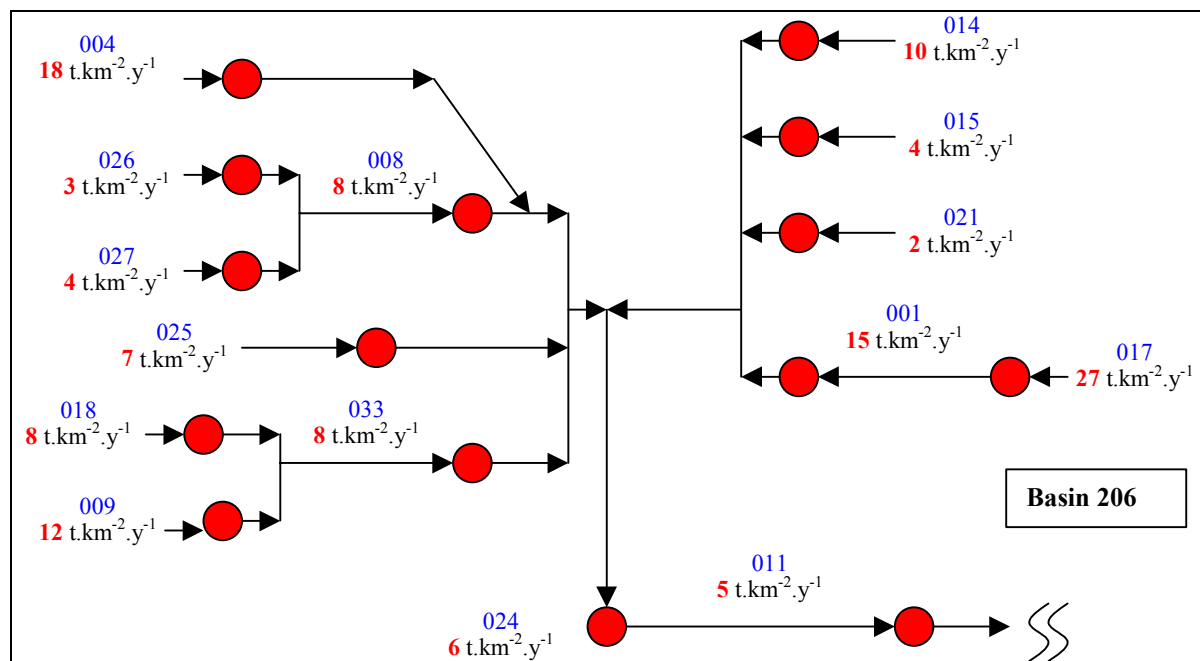 004
18 t.km-2.y-1
026
3 t.km-2.y-1
027
4 t.km-2.y-1
008
8 t.km-2.y-1
025
7 t.km-2.y-1
018
8 t.km-2.y-1
009
12 t.km-2.y-1
033
8 t.km-2.y-1
014
10 t.km-2.y-1
015
4 t.km-2.y-1
021
2 t.km-2.y-1
001
15 t.km-2.y-1
017
27 t.km-2.y-1
Basin 206
024
6 t.km-2.y-1
011
5 t.km-2.y-1